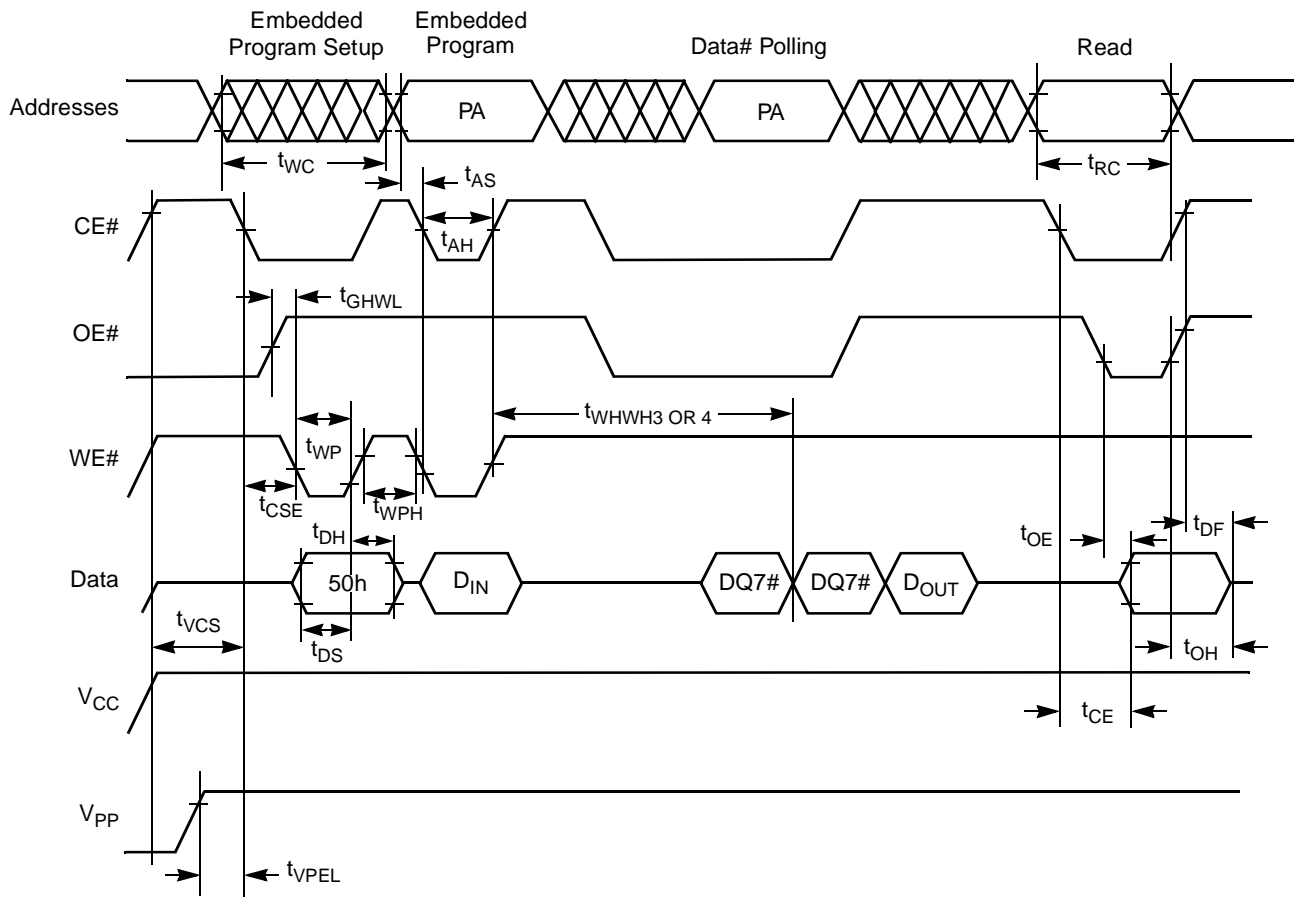 Embedded
Program Setup
Embedded
Program
Data# Polling
Read
Addresses
PA
PA
tWC
tAS
tRC
CE#
tAH
tGHWL
OE#
tWHWH3 OR 4
tWP
WE#
tCSE
tWPH
tDH
tOE
tDF
Data
50h
DIN
DQ7#
DQ7#
DOUT
tVCS
tDS
tOH
VCC
tCE
VPP
tVPEL